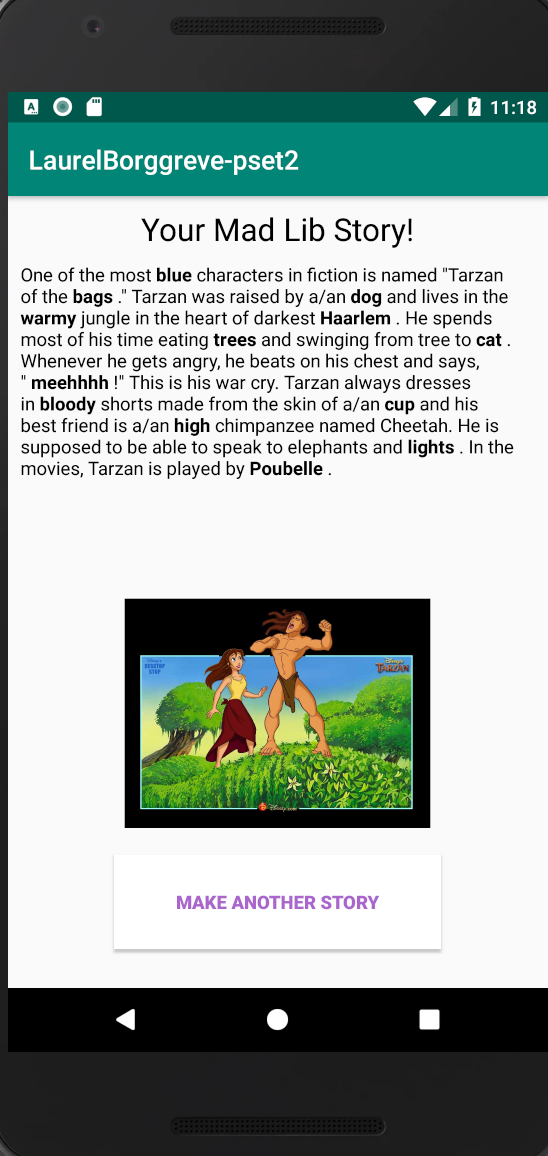 11:18
LaurelBorggreve-pset2
Your Mad Lib Story!
One of the most blue characters in fiction is named "Tarzan
of the bags ." Tarzan was raised by a/an dog and lives in the
warmy jungle in the heart of darkest Haarlem . He spends
most of his time eating trees and swinging from tree to cat .
Whenever he gets angry, he beats on his chest and says,
" meehhhh !" This is his war cry. Tarzan always dresses
in bloody shorts made from the skin of a/an cup and his
best friend is a/an high chimpanzee named Cheetah. He is
supposed to be able to speak to elephants and lights . In the
movies, Tarzan is played by Poubelle .
Disney's
DESKTOP
STOP
Disney's
TARZAN
MAKE ANOTHER STORY